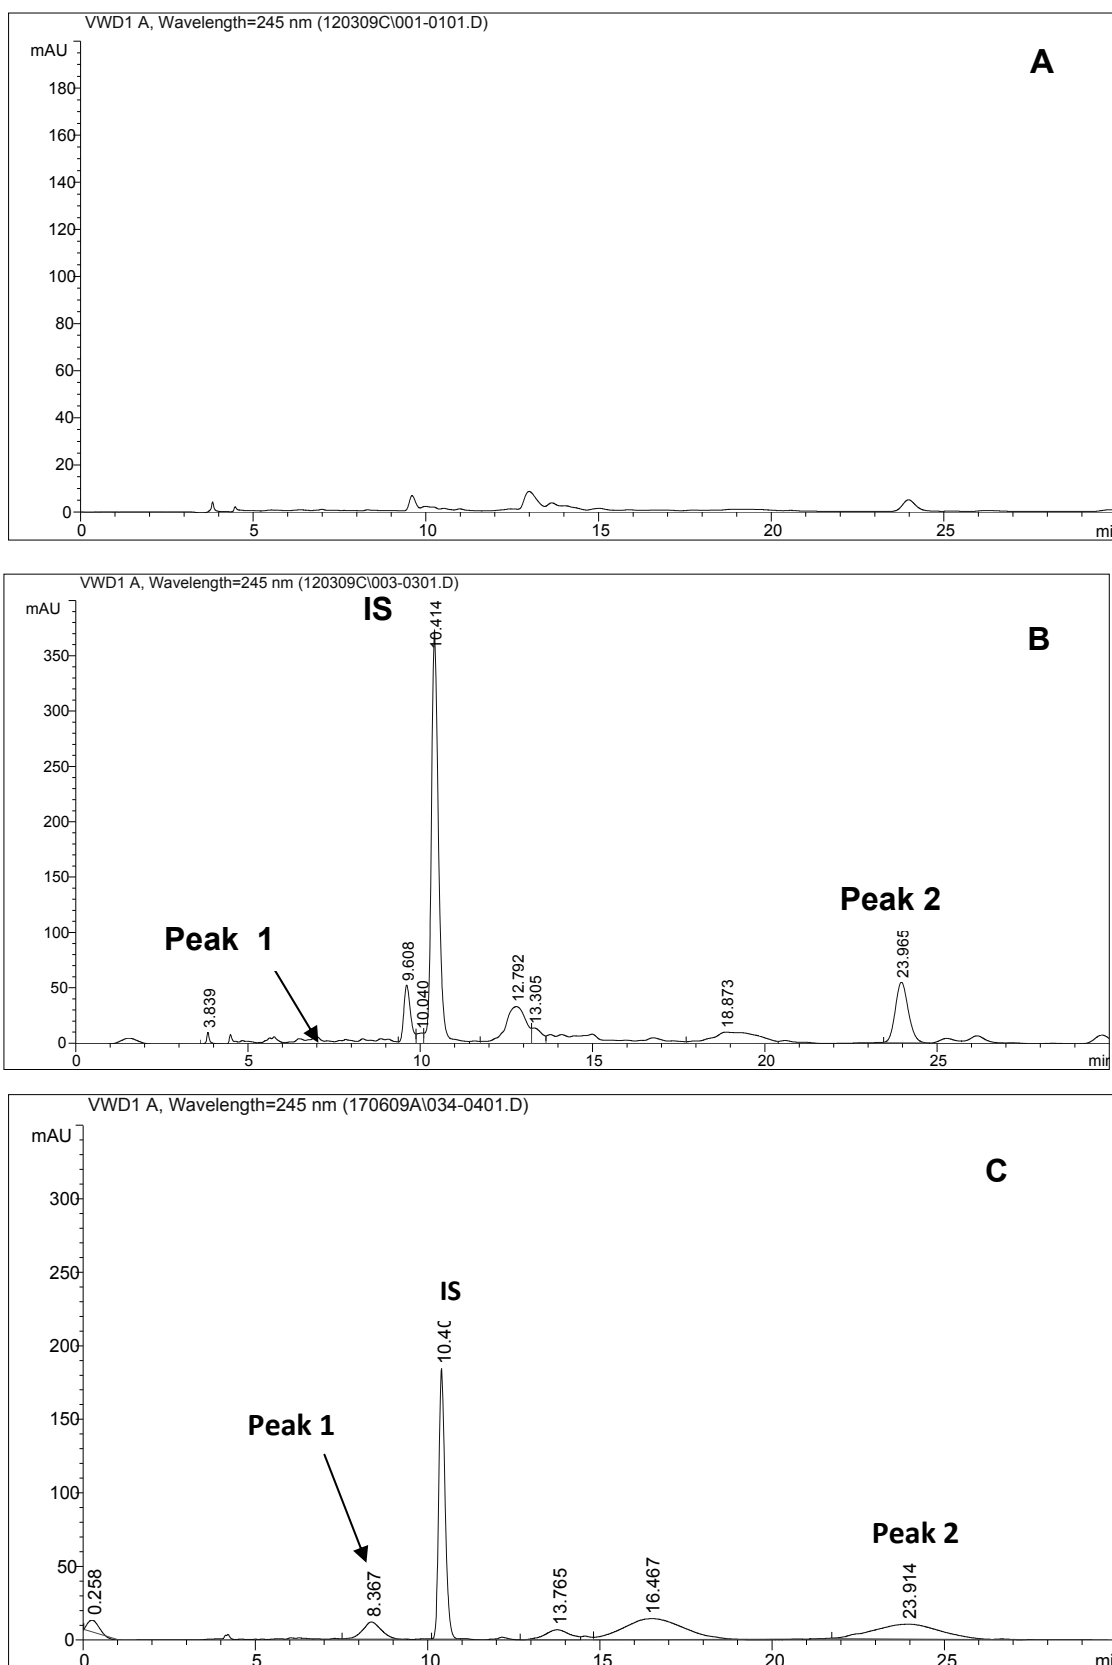 VWD1 A, Wavelength=245 nm (120309C\001-0101.D)
mAU
A
180
160
140
120
100
80
60
40
20
0
0 5 10 15 20 25 mi
VWD1 A, Wavelength=245 nm (120309C\003-0301.D)
mAU
IS
10.414
B
350
300
250
200
150
100
50
0
Peak 1
Peak 2
3.839
9.608
10.040
12.792
13.305
18.873
23.965
0 5 10 15 20 25 min
VWD1 A, Wavelength=245 nm (170609A\034-0401.D)
mAU
C
300
250
200
150
100
50
0
IS
10.40
Peak 1
Peak 2
0.258
8.367
13.765
16.467
23.914
0 5 10 15 20 25 mi